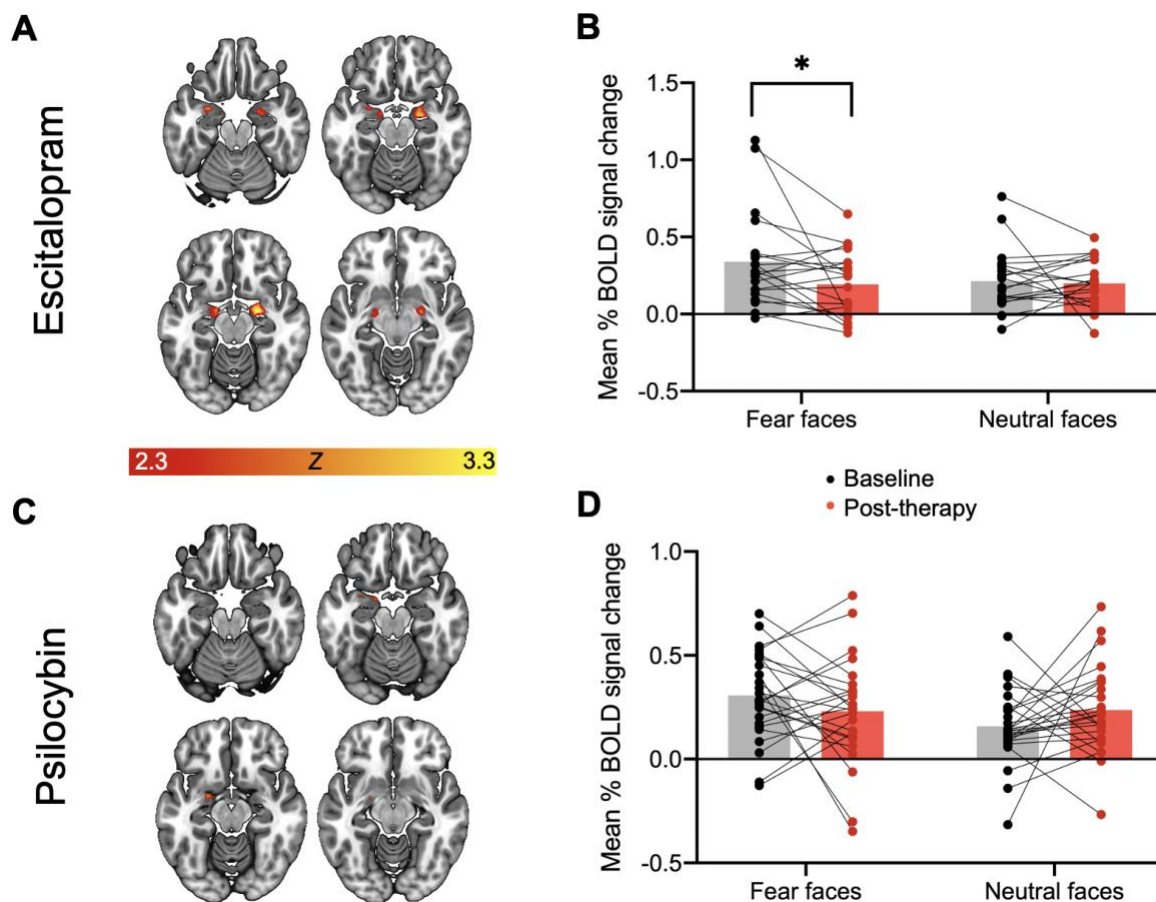 A
Escitalopram
B
*
Mean % BOLD signal change
1.5
1.0
0.5
0.0
-0.5
Fear faces
Neutral faces
2.3
Z
3.3
Baseline
Post-therapy
C
Psilocybin
D
Mean % BOLD signal change
1.0
0.5
0.0
-0.5
Fear faces
Neutral faces